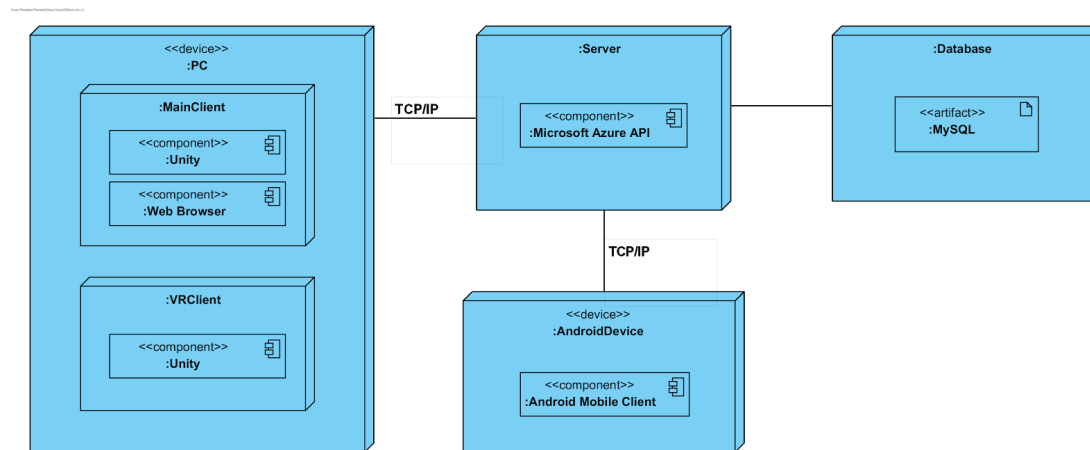 <<device>>
:PC
:MainClient
<<component>>
:Unity
<<component>>
:Web Browser
:VRClient
<<component>>
:Unity
TCP/IP
:Server
<<component>>
:Microsoft Azure API
TCP/IP
<<device>>
:AndroidDevice
<<component>>
:Android Mobile Client
:Database
<<artifact>>
:MySQL